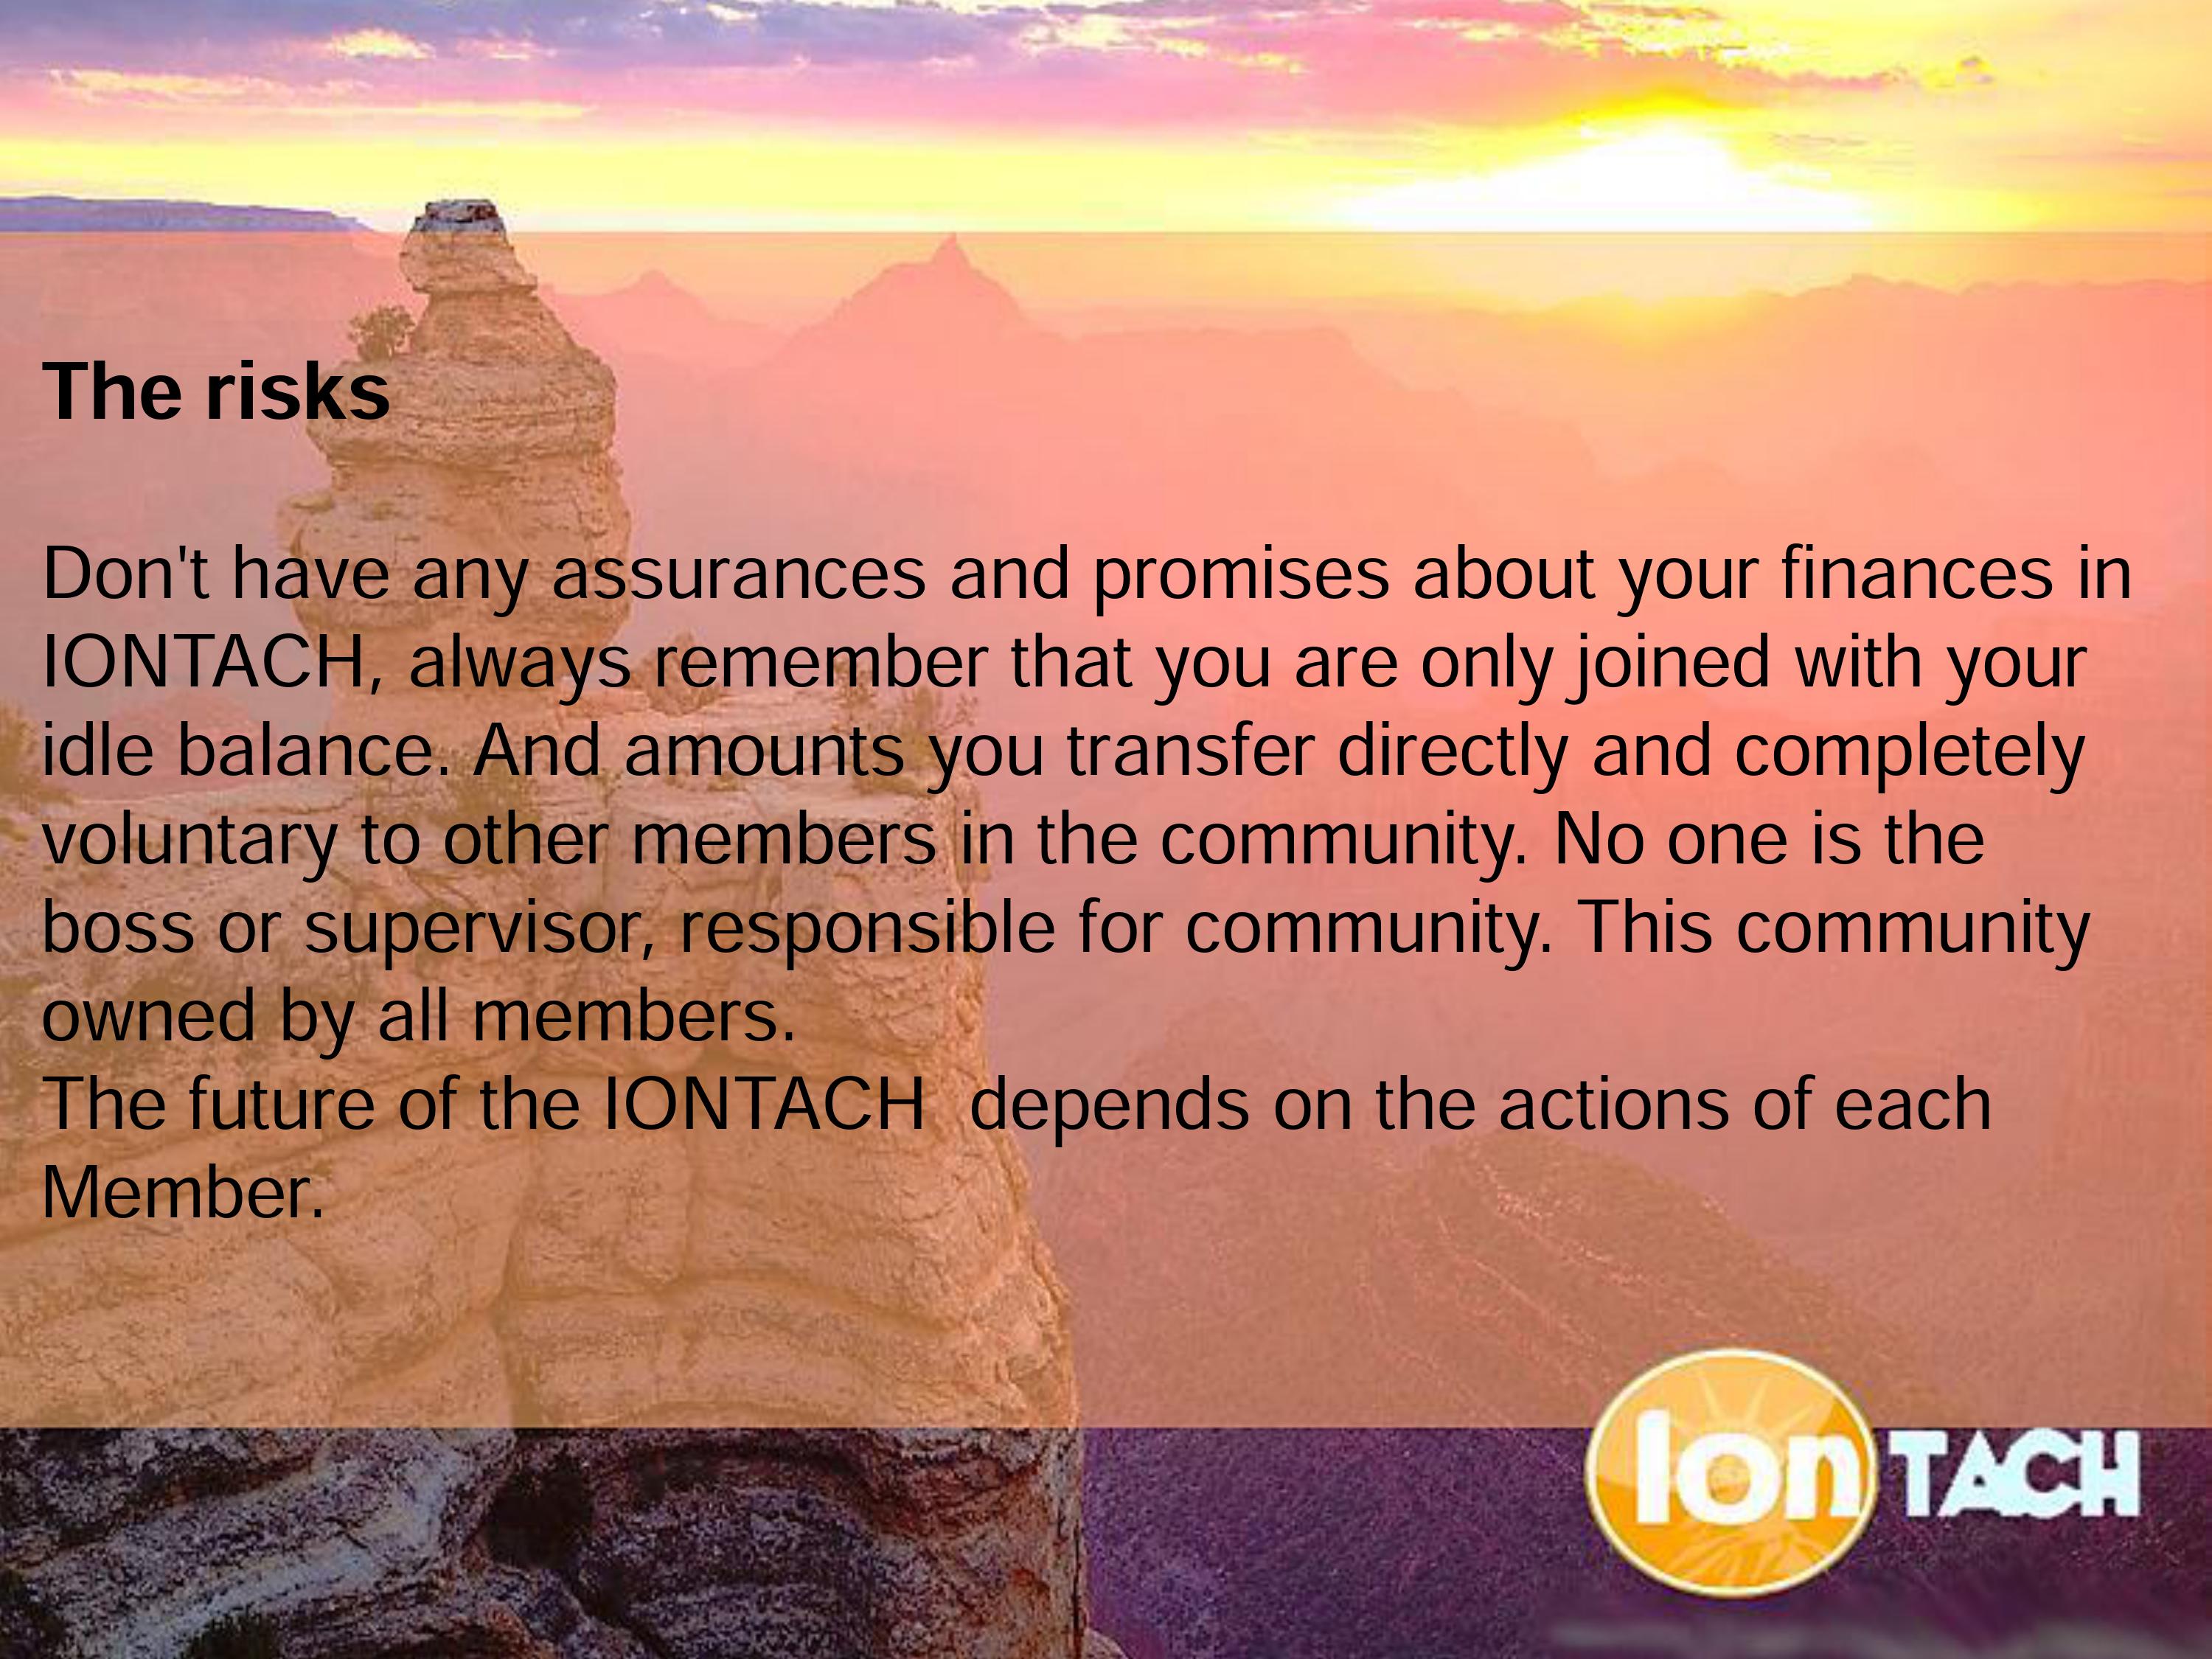 The risks
Don't have any assurances and promises about your finances in
IONTACH, always remember that you are only joined with your
idle balance. And amounts you transfer directly and completely
voluntary to other members in the community. No one is the
boss or supervisor, responsible for community. This community
owned by all members.
The future of the IONTACH  depends on the actions of each
Member.
Ion TACH